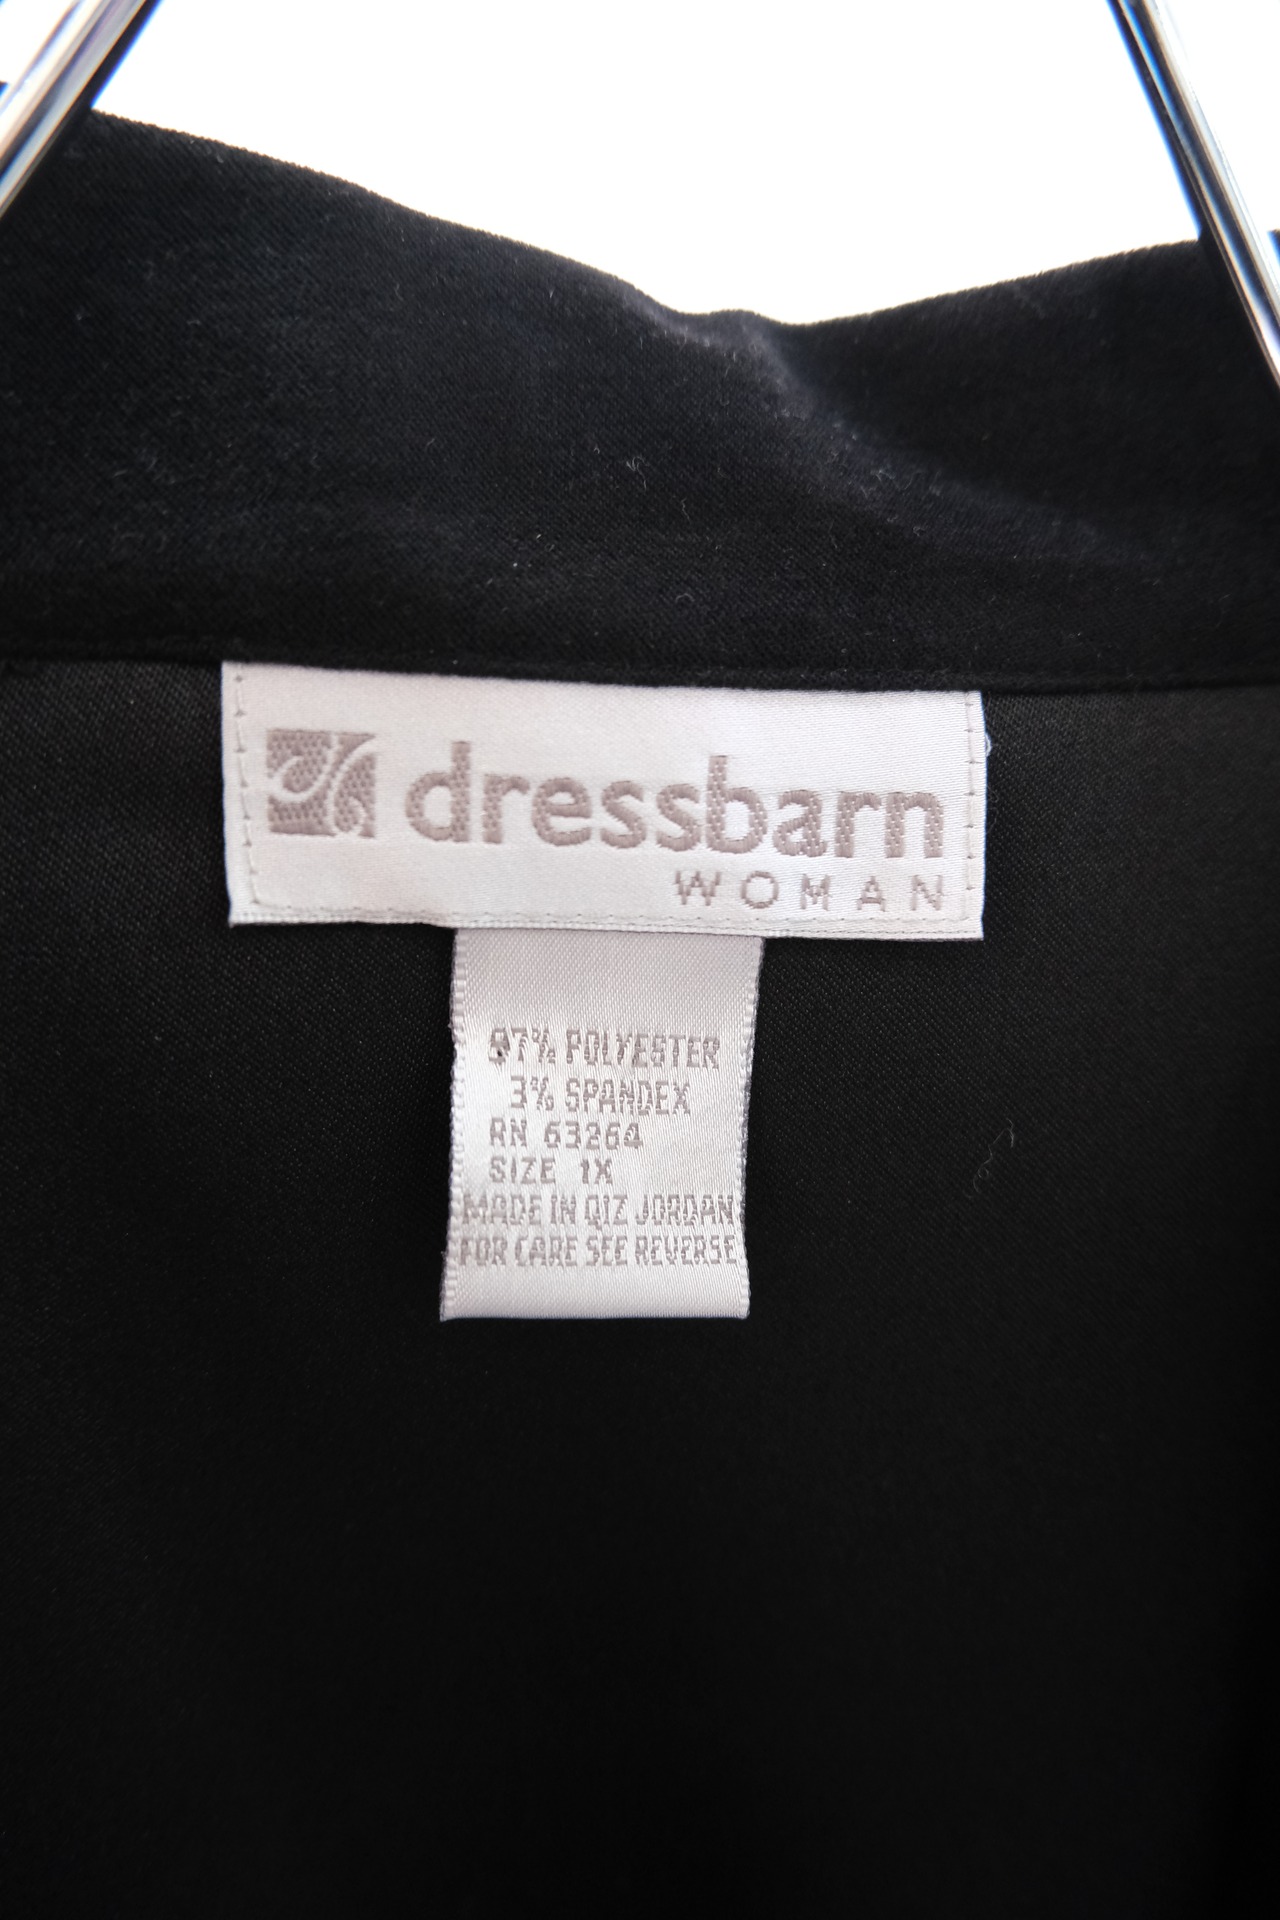 dressbarn
WOMAN
97% POLYESTER
3% SPANDEX
RN 63264
SIZE 1X
MADE IN QIZ JORDAN
FOR CARE SEE REVERSE